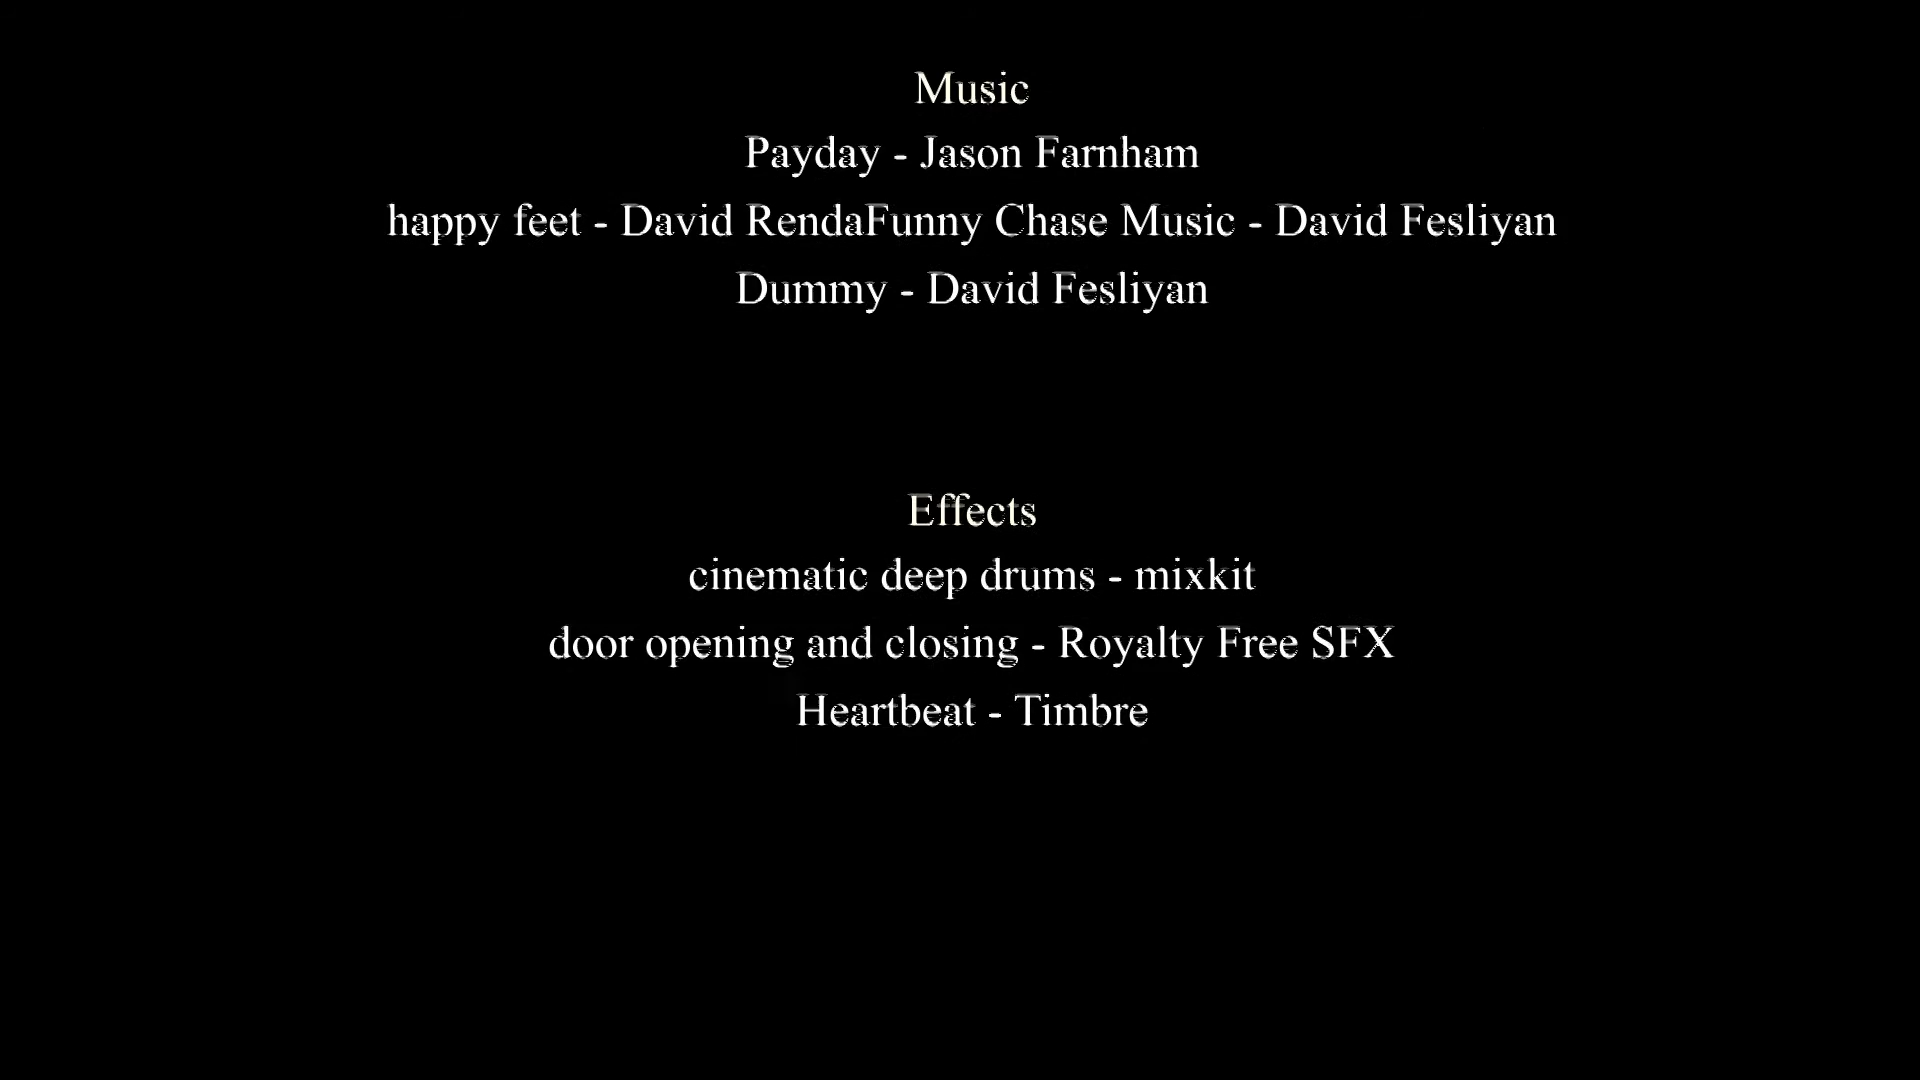 Music
Payday - Jason Farnham
happy feet - David RendaFunny Chase Music - David Fesliyan
Dummy - David Fesliyan
Effects
cinematic deep drums - mixkit
door opening and closing - Royalty Free SFX
Heartbeat - Timbre